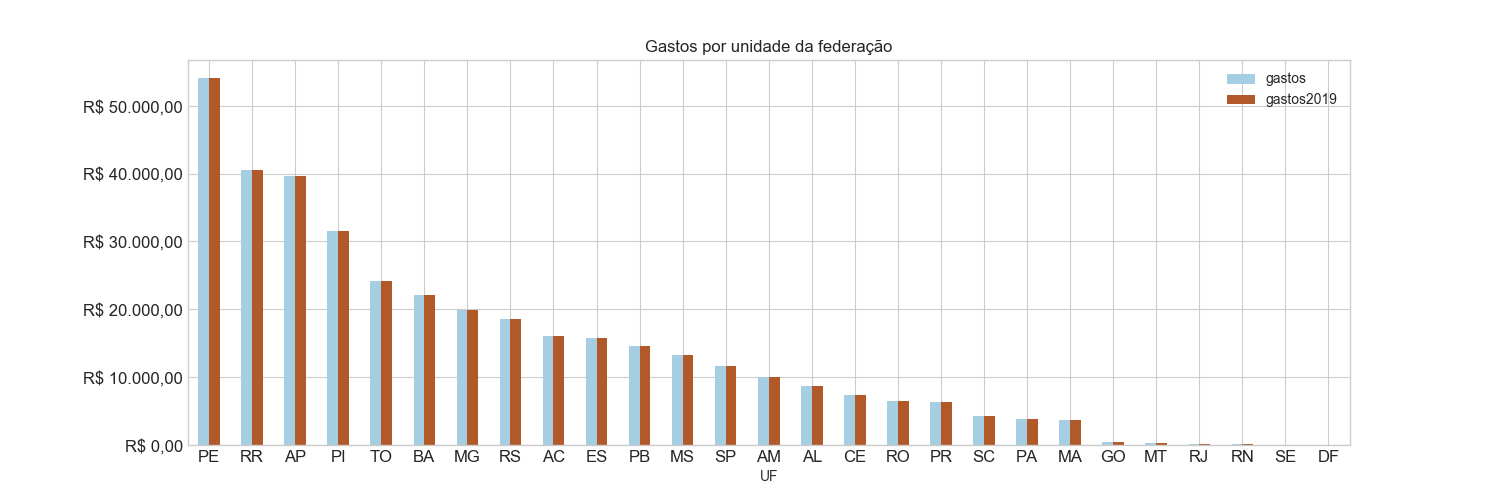 Gastos por unidade da federação
gastos
gastos2019
R$ 50.000,00
R$ 40.000,00
R$ 30.000,00
R$ 20.000,00
R$ 10.000,00
R$ 0,00
PE RR AP PI TO BA MG RS AC ES PB MS SP AM AL CE RO PR SC PA MA GO MT RJ RN SE DF
UF